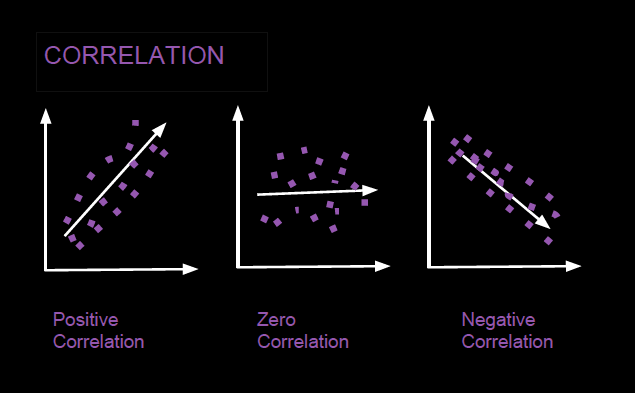 CORRELATION
Positive
Correlation
Zero
Correlation
Negative
Correlation